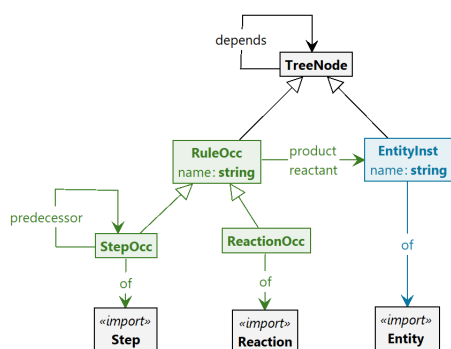 depends
TreeNode
RuleOcc
name: string
product
reactant
EntityInst
name: string
predecessor
StepOcc
ReactionOcc
of
of
of
«import»
Step
«import»
Reaction
«import»
Entity